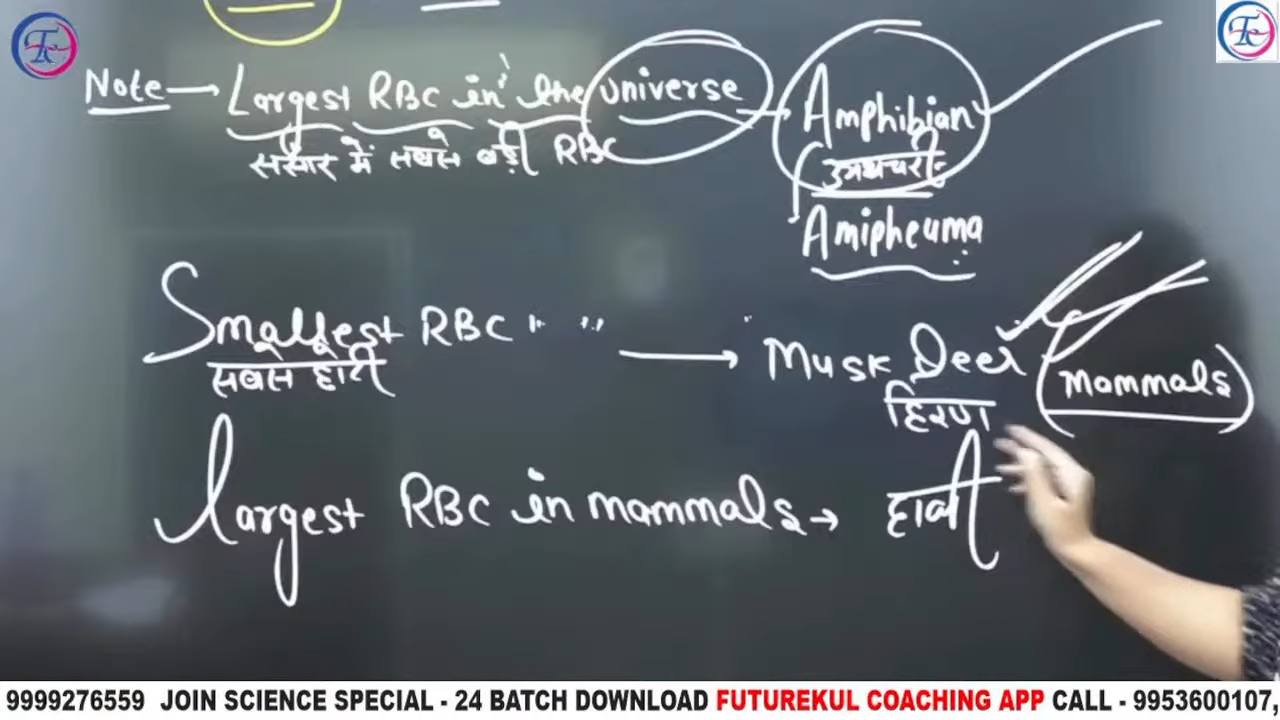 Note → Largest RBC in the universe - Amphibian
संसार में सबसे बड़ी RBC
उभयचर
Amipheuma
Smallest RBC " " → Musk Deer (mammals)
सबसे छोटी
हिरण
largest RBC in mammals → हाथी
9999276559 JOIN SCIENCE SPECIAL - 24 BATCH DOWNLOAD FUTUREKUL COACHING APP CALL - 9953600107,